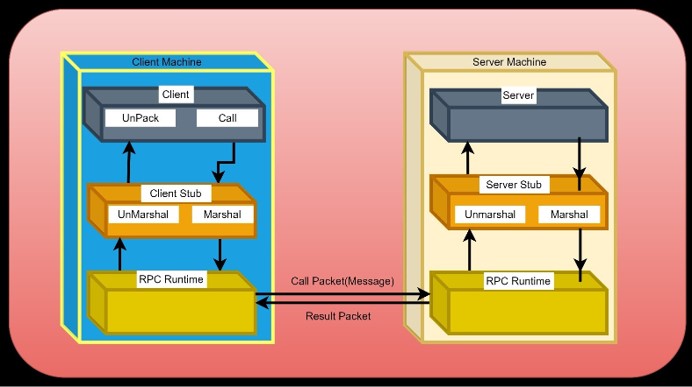 Client Machine
Client
UnPack
Call
Client Stub
UnMarshal
Marshal
RPC Runtime
Call Packet(Message)
Result Packet
Server Machine
Server
Server Stub
Unmarshal
Marshal
RPC Runtime